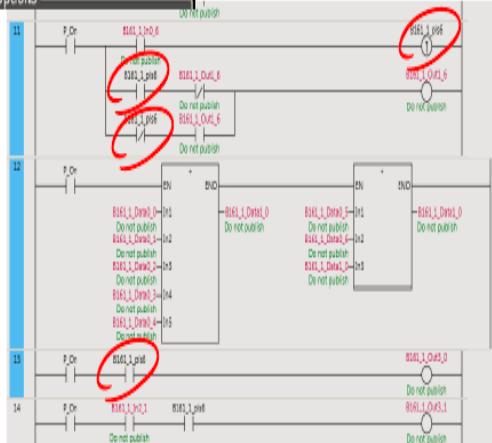 Options
Do not publish
11
P_On
B161_1_In0_6
B161_1_pls6
Do not publish
B161_1_pls6
B161_1_Out1_6
B161_1_Out1_6
Do not publish
Do not publish
B161_1_pls6
B161_1_Out1_6
Do not publish
12
P_On
+
+
EN
END
EN
END
B161_1_Data0_0
In1
B161_1_Data1_0
B161_1_Data0_5
In1
B161_1_Data1_0
Do not publish
Do not publish
Do not publish
Do not publish
B161_1_Data0_1
In2
B161_1_Data0_6
In2
Do not publish
Do not publish
B161_1_Data0_2
In3
B161_1_Data1_0
In3
Do not publish
Do not publish
B161_1_Data0_3
In4
Do not publish
B161_1_Data0_4
In5
Do not publish
13
P_On
B161_1_pls6
B161_1_Out3_0
Do not publish
14
P_On
B161_1_In2_1
B161_1_pls6
B161_1_Out3_1
Do not publish
Do not publish